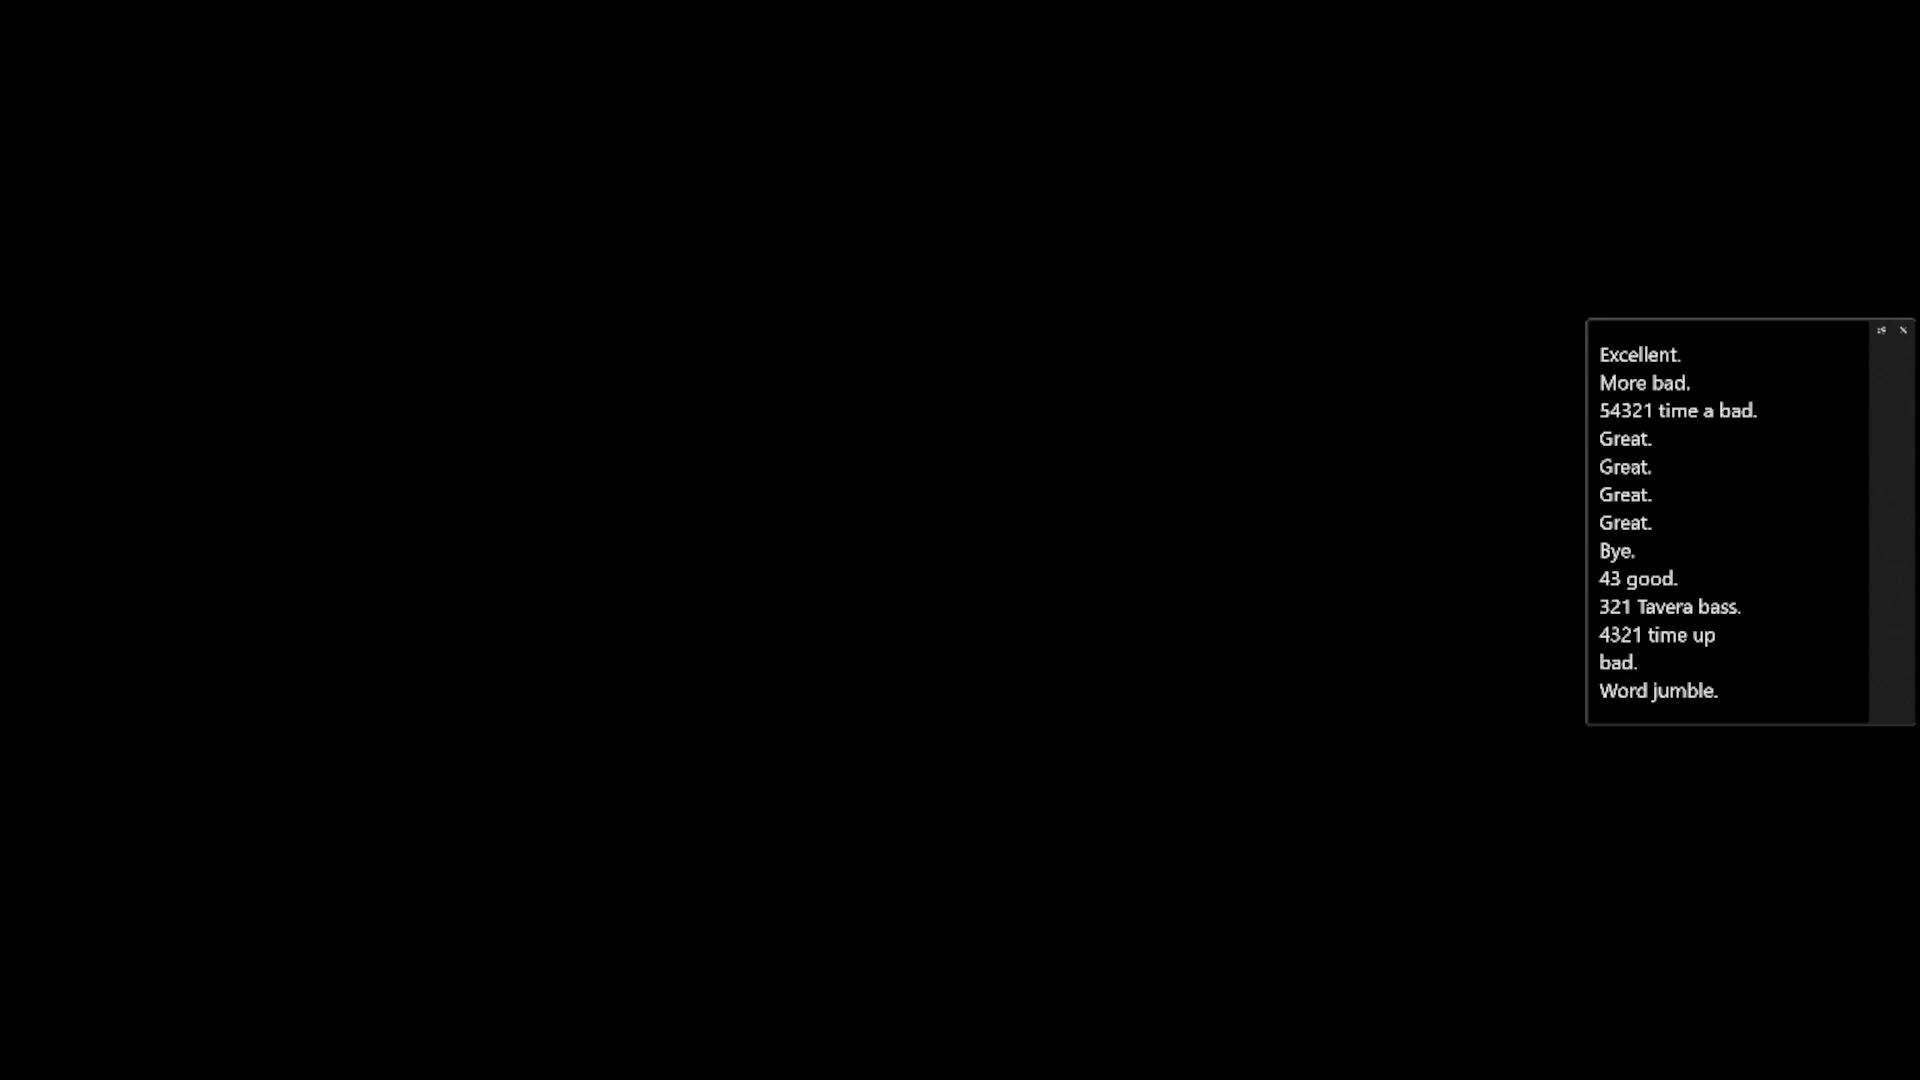 Excellent.
More bad.
54321 time a bad.
Great.
Great.
Great.
Great.
Bye.
43 good.
321 Tavera bass.
4321 time up
bad.
Word jumble.